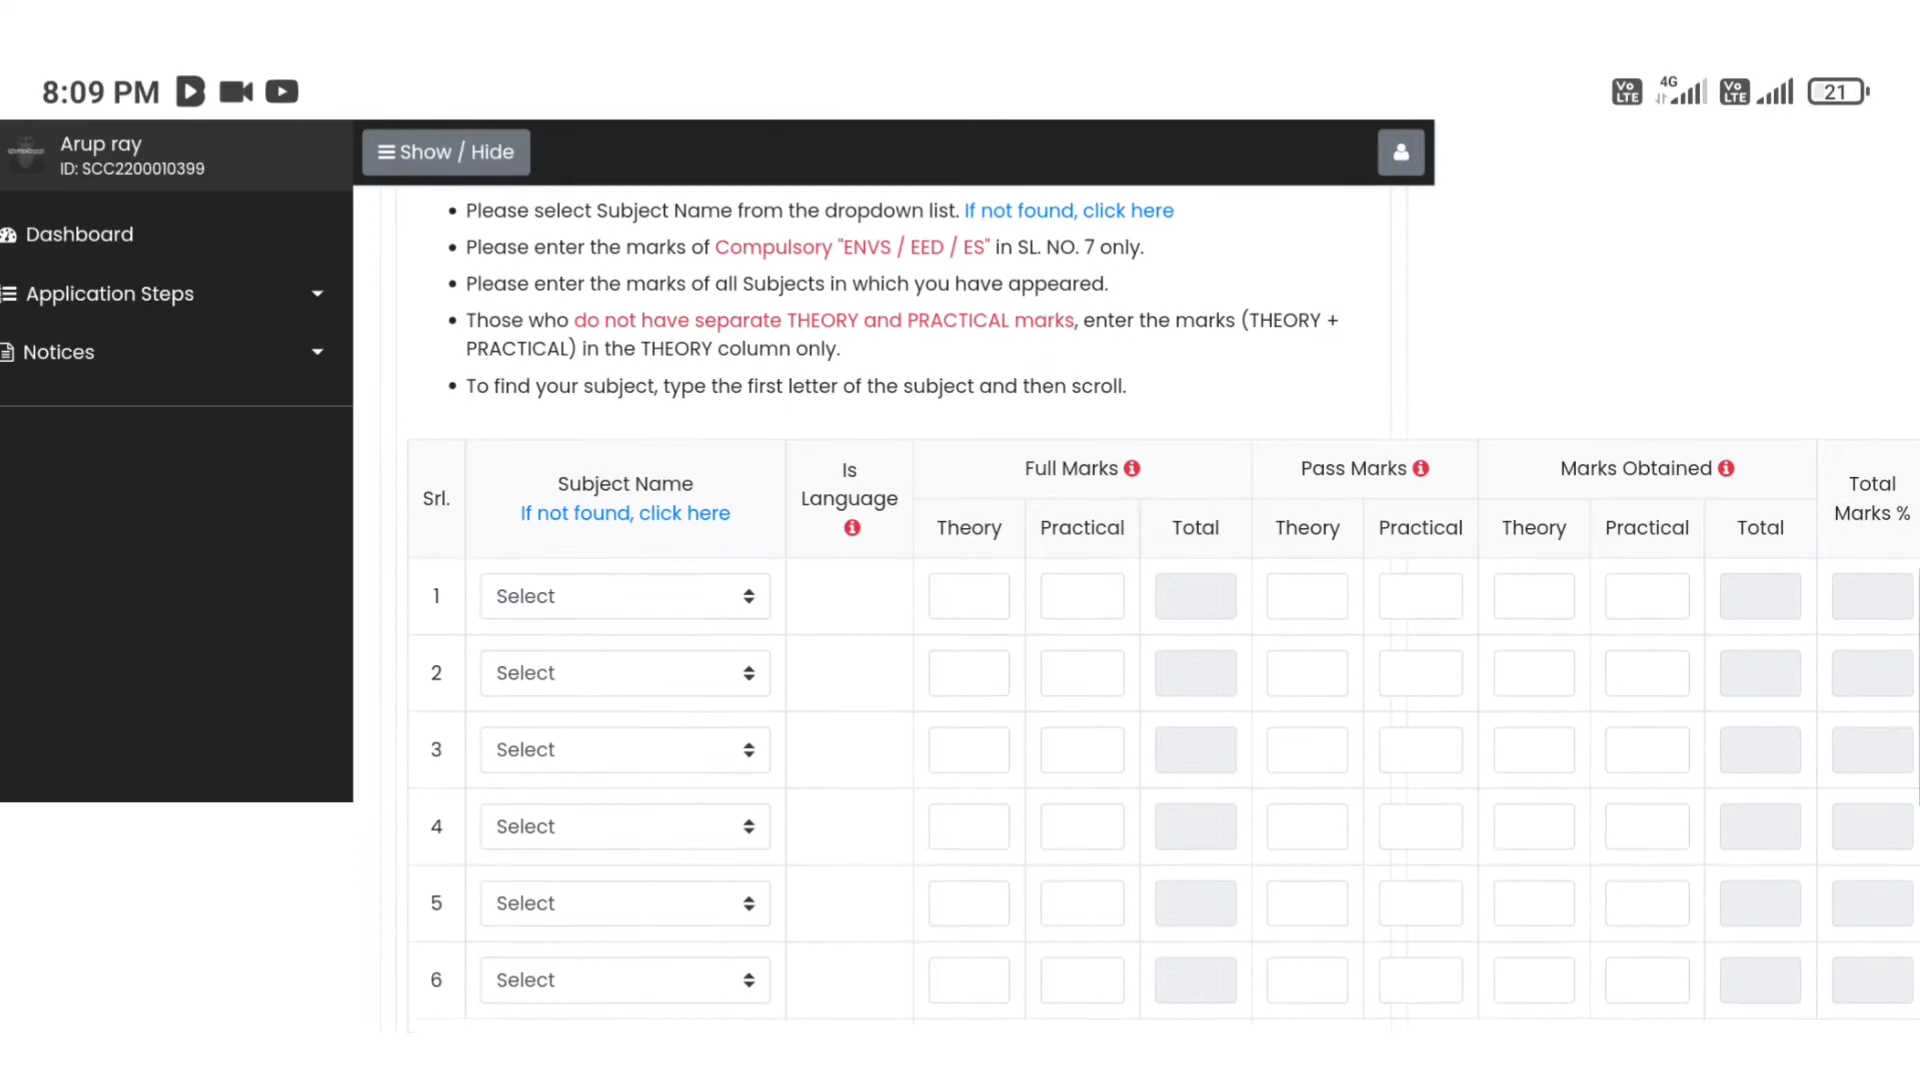 8:09 PM
4G
Vo LTE
Vo LTE
21
Arup ray
ID: SCC2200010399
Show / Hide
Dashboard
Application Steps
Notices
Please select Subject Name from the dropdown list. If not found, click here
Please enter the marks of Compulsory "ENVS / EED / ES" in SL. NO. 7 only.
Please enter the marks of all Subjects in which you have appeared.
Those who do not have separate THEORY and PRACTICAL marks, enter the marks (THEORY +
PRACTICAL) in the THEORY column only.
To find your subject, type the first letter of the subject and then scroll.
Srl.
Subject Name
If not found, click here
Is
Language
Full Marks
Pass Marks
Marks Obtained
Total
Marks %
Theory Practical Total Theory Practical Theory Practical Total
1 Select
2 Select
3 Select
4 Select
5 Select
6 Select